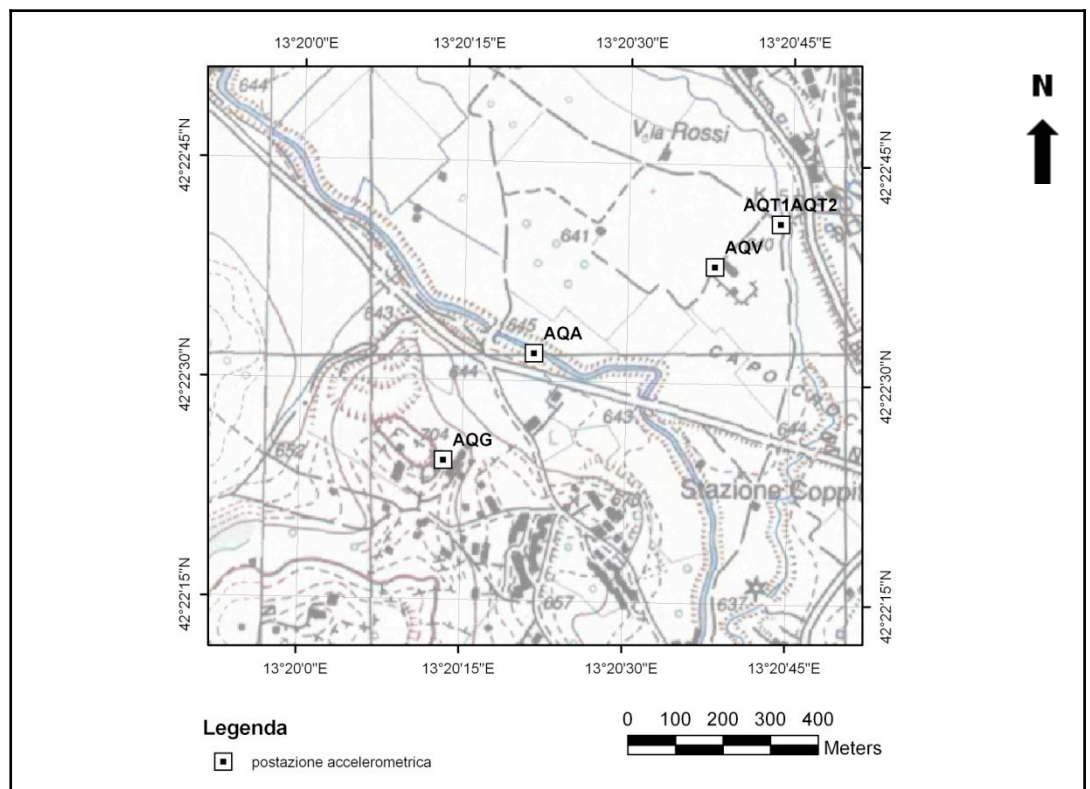 13°20'0"E 13°20'15"E 13°20'30"E 13°20'45"E
N
644
V.la Rossi
42°22'45"N 42°22'45"N
AQT1AQT2
641
AQV
643
645
AQA
644
CAPO CROC
42°22'30"N 42°22'30"N
643
644
704
AQG
652
Stazione Coppit
670
42°22'15"N 42°22'15"N
657
637
13°20'0"E 13°20'15"E 13°20'30"E 13°20'45"E
Legenda
postazione accelerometrica
0 100 200 300 400
Meters